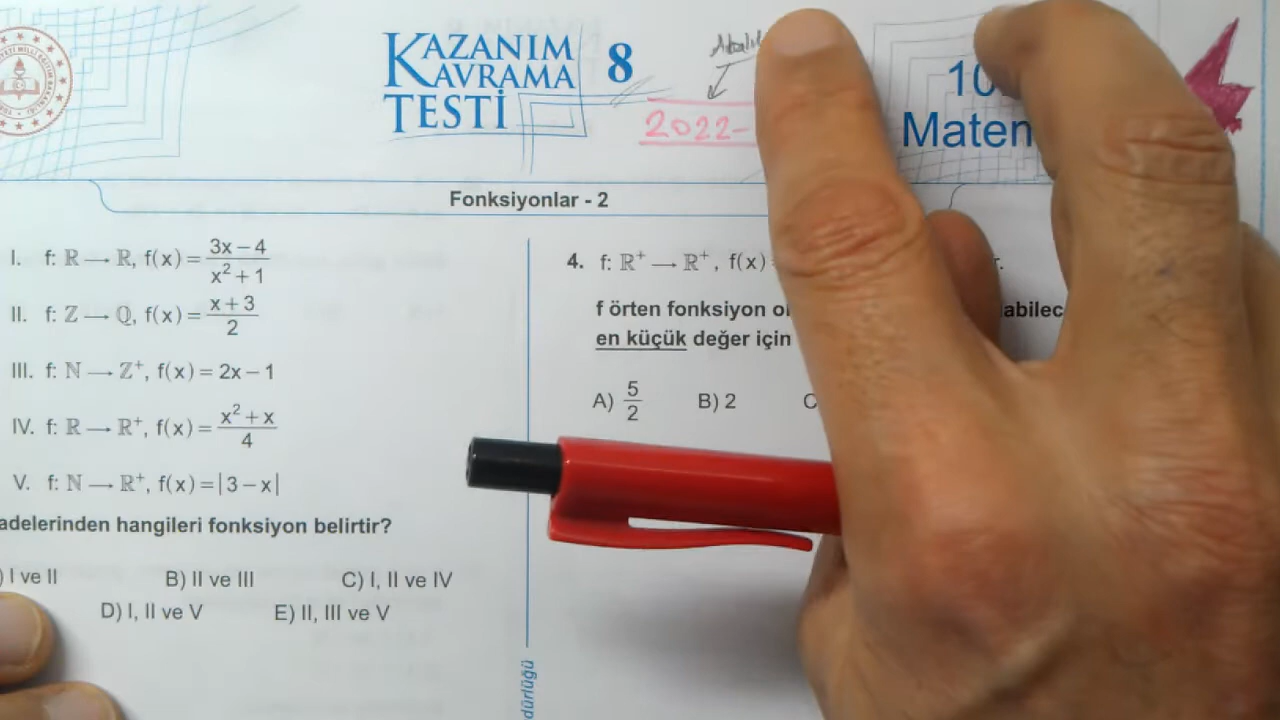 KAZANIM
KAVRAMA
TESTİ
8
2022-
10.
Matem
Fonksiyonlar - 2
I. f: ℝ → ℝ, f(x) = (3x – 4)/(x² + 1)
II. f: ℤ → ℚ, f(x) = (x + 3)/2
III. f: ℕ → ℤ⁺, f(x) = 2x – 1
IV. f: ℝ → ℝ⁺, f(x) = (x² + x)/4
V. f: ℕ → ℝ⁺, f(x) = |3 – x|
adelerinden hangileri fonksiyon belirtir?
) I ve II B) II ve III C) I, II ve IV
D) I, II ve V E) II, III ve V
4. f: ℝ⁺ → ℝ⁺, f(x) r.
f örten fonksiyon ol abilec
en küçük değer için
A) 5/2 B) 2 C
dürlüğü